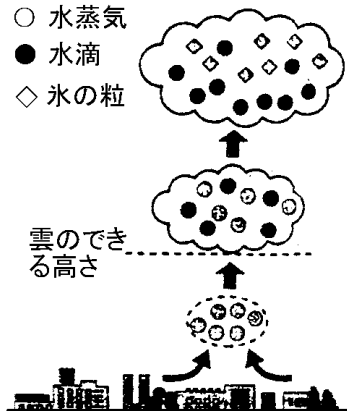 ○ 水蒸気
● 水滴
◇ 氷の粒
雲のでき
る高さ